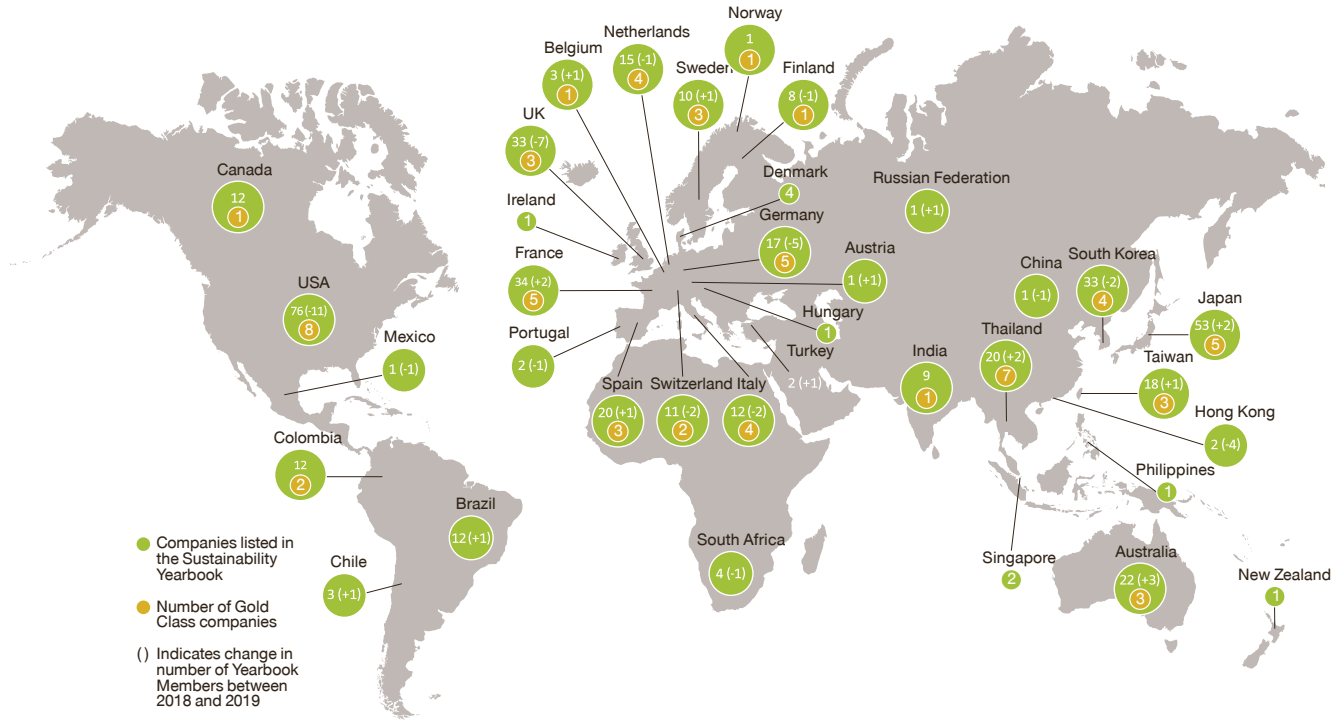 Norway
1
1
Netherlands
15 (-1)
4
Belgium
3 (+1)
1
Sweden
10 (+1)
3
Finland
8 (-1)
1
UK
33 (-7)
3
Canada
12
1
Denmark
4
Russian Federation
1 (+1)
Ireland
1
Germany
17 (-5)
5
Austria
1 (+1)
France
34 (+2)
5
China
1 (-1)
South Korea
33 (-2)
4
USA
76 (-11)
8
Japan
53 (+2)
5
Hungary
1
Mexico
1 (-1)
Portugal
2 (-1)
Turkey
2 (+1)
India
9
1
Thailand
20 (+2)
7
Taiwan
18 (+1)
3
Spain
20 (+1)
3
Switzerland
11 (-2)
2
Italy
12 (-2)
4
Hong Kong
2 (-4)
Colombia
12
2
Philippines
1
Brazil
12 (+1)
South Africa
4 (-1)
Singapore
2
Australia
22 (+3)
3
New Zealand
1
Chile
3 (+1)
Companies listed in
the Sustainability
Yearbook
Number of Gold
Class companies
( ) Indicates change in
number of Yearbook
Members between
2018 and 2019